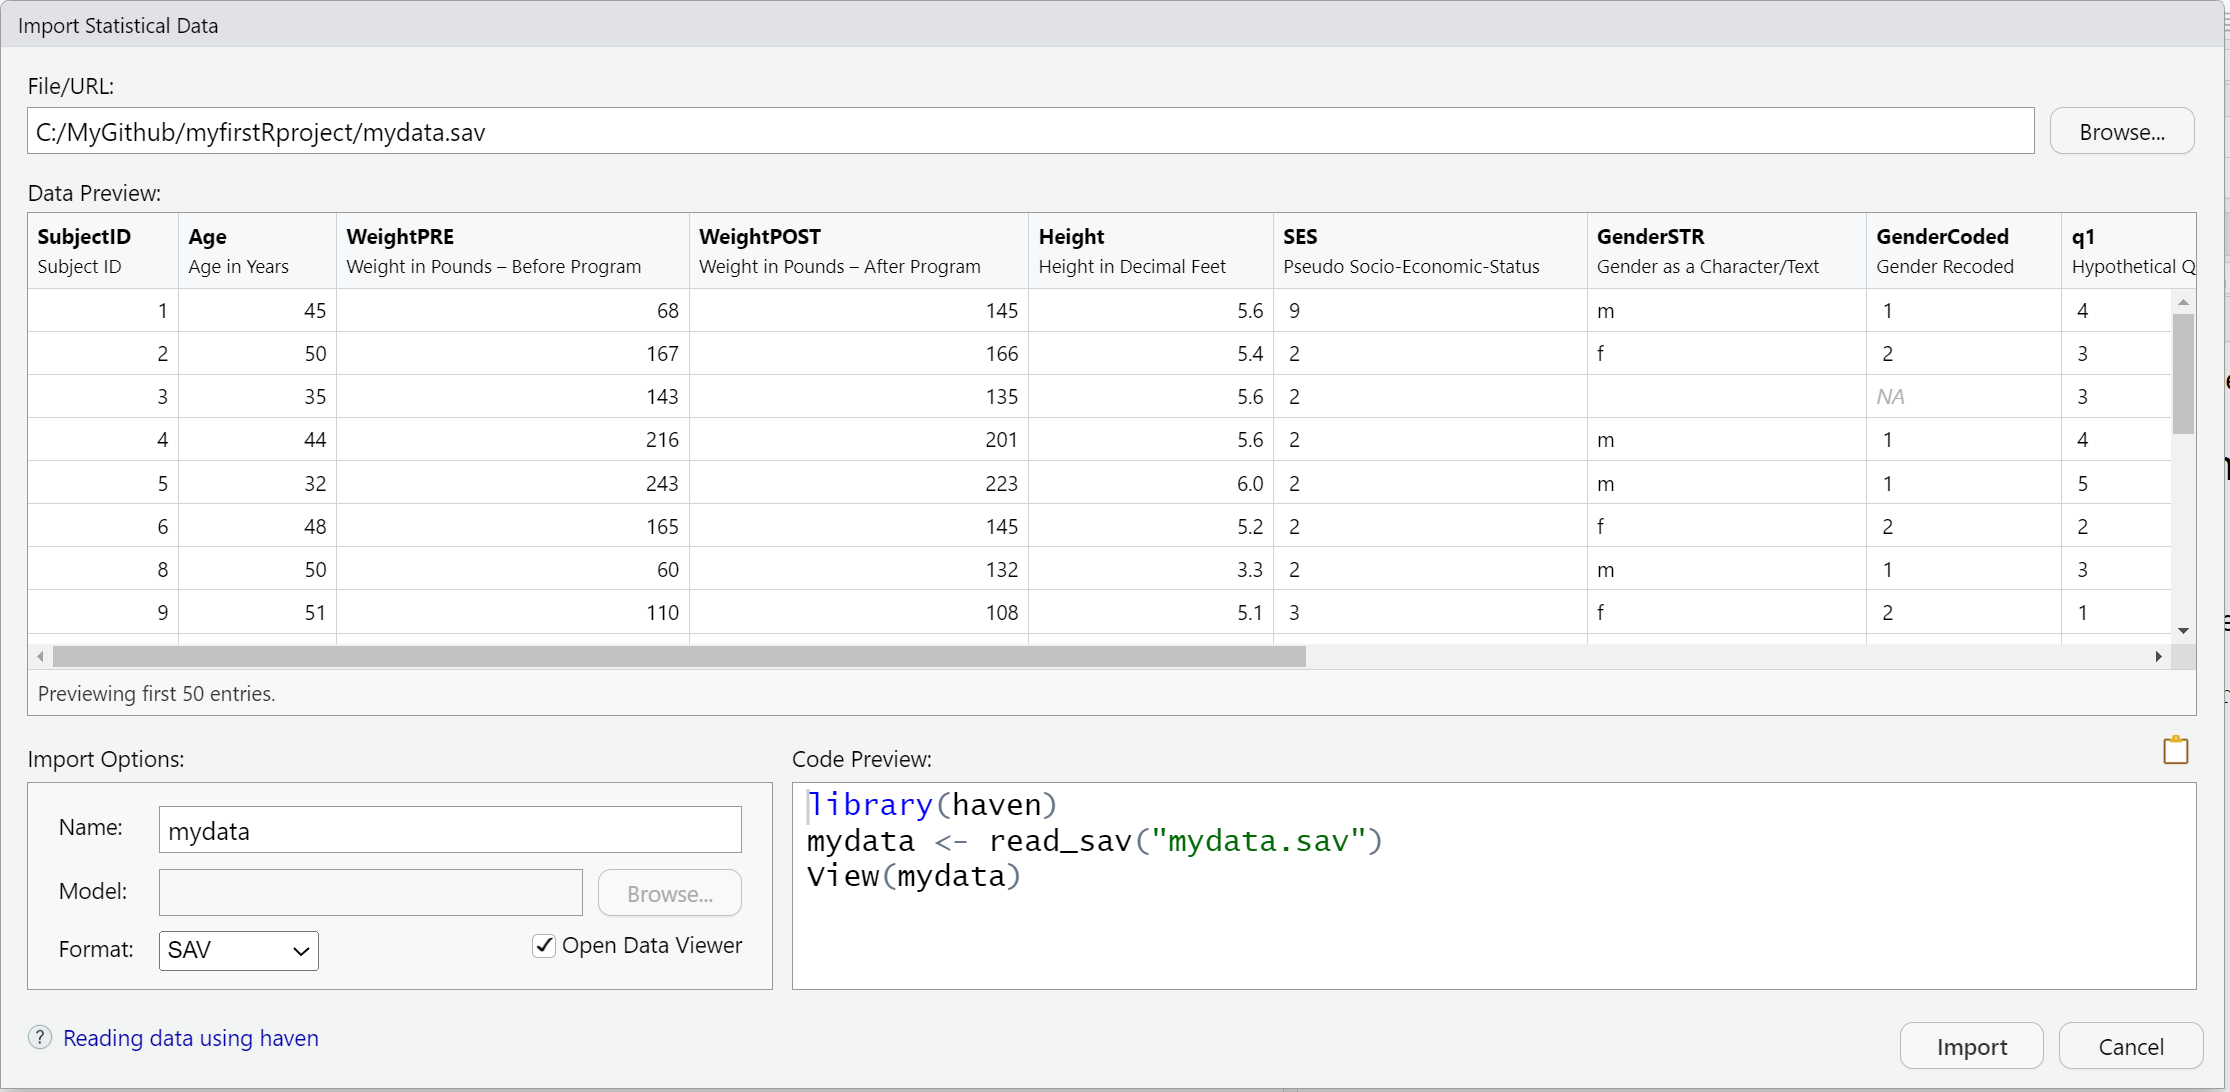 Import Statistical Data
File/URL:
C:/MyGithub/myfirstRproject/mydata.sav
Browse...
Data Preview:
SubjectID Age WeightPRE WeightPOST Height SES GenderSTR GenderCoded q1
Subject ID Age in Years Weight in Pounds – Before Program Weight in Pounds – After Program Height in Decimal Feet Pseudo Socio-Economic-Status Gender as a Character/Text Gender Recoded Hypothetical Q
1 45 68 145 5.6 9 m 1 4
2 50 167 166 5.4 2 f 2 3
3 35 143 135 5.6 2 NA 3
4 44 216 201 5.6 2 m 1 4
5 32 243 223 6.0 2 m 1 5
6 48 165 145 5.2 2 f 2 2
8 50 60 132 3.3 2 m 1 3
9 51 110 108 5.1 3 f 2 1
Previewing first 50 entries.
Import Options:
Name: mydata
Model: Browse...
Format: SAV Open Data Viewer
Code Preview:
library(haven)
mydata <- read_sav("mydata.sav")
View(mydata)
? Reading data using haven
Import Cancel